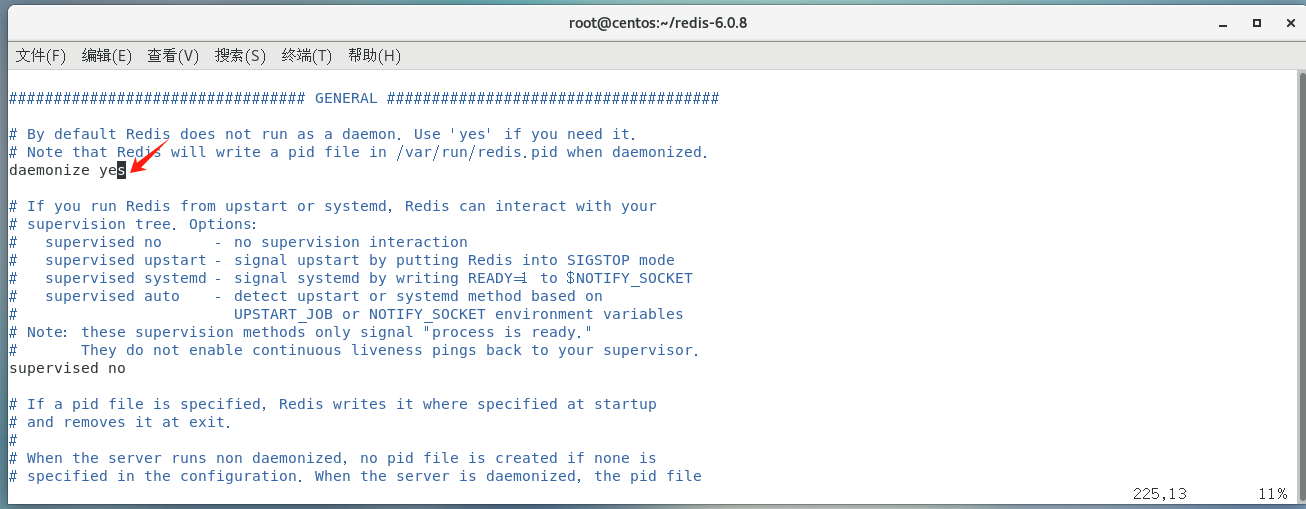 root@centos:~/redis-6.0.8
文件(F) 编辑(E) 查看(V) 搜索(S) 终端(T) 帮助(H)
################################# GENERAL #####################################
# By default Redis does not run as a daemon. Use 'yes' if you need it.
# Note that Redis will write a pid file in /var/run/redis.pid when daemonized.
daemonize yes
# If you run Redis from upstart or systemd, Redis can interact with your
# supervision tree. Options:
#   supervised no      - no supervision interaction
#   supervised upstart - signal upstart by putting Redis into SIGSTOP mode
#   supervised systemd - signal systemd by writing READY=1 to $NOTIFY_SOCKET
#   supervised auto    - detect upstart or systemd method based on
#                        UPSTART_JOB or NOTIFY_SOCKET environment variables
# Note: these supervision methods only signal "process is ready."
#       They do not enable continuous liveness pings back to your supervisor.
supervised no
# If a pid file is specified, Redis writes it where specified at startup
# and removes it at exit.
#
# When the server runs non daemonized, no pid file is created if none is
# specified in the configuration. When the server is daemonized, the pid file
225,13 11%